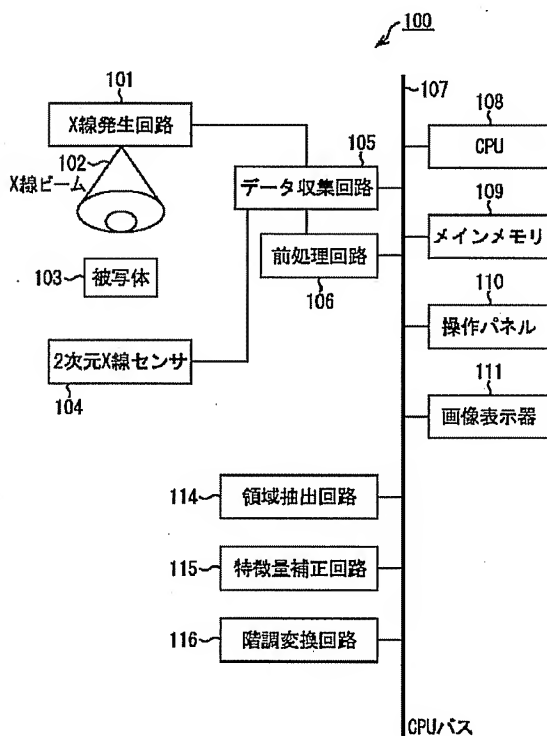 100
101
X線発生回路
102
X線ビーム
103
被写体
2次元X線センサ
104
105
データ収集回路
前処理回路
106
107
108
CPU
109
メインメモリ
110
操作パネル
111
画像表示器
114
領域抽出回路
115
特徴量補正回路
116
階調変換回路
CPUバス